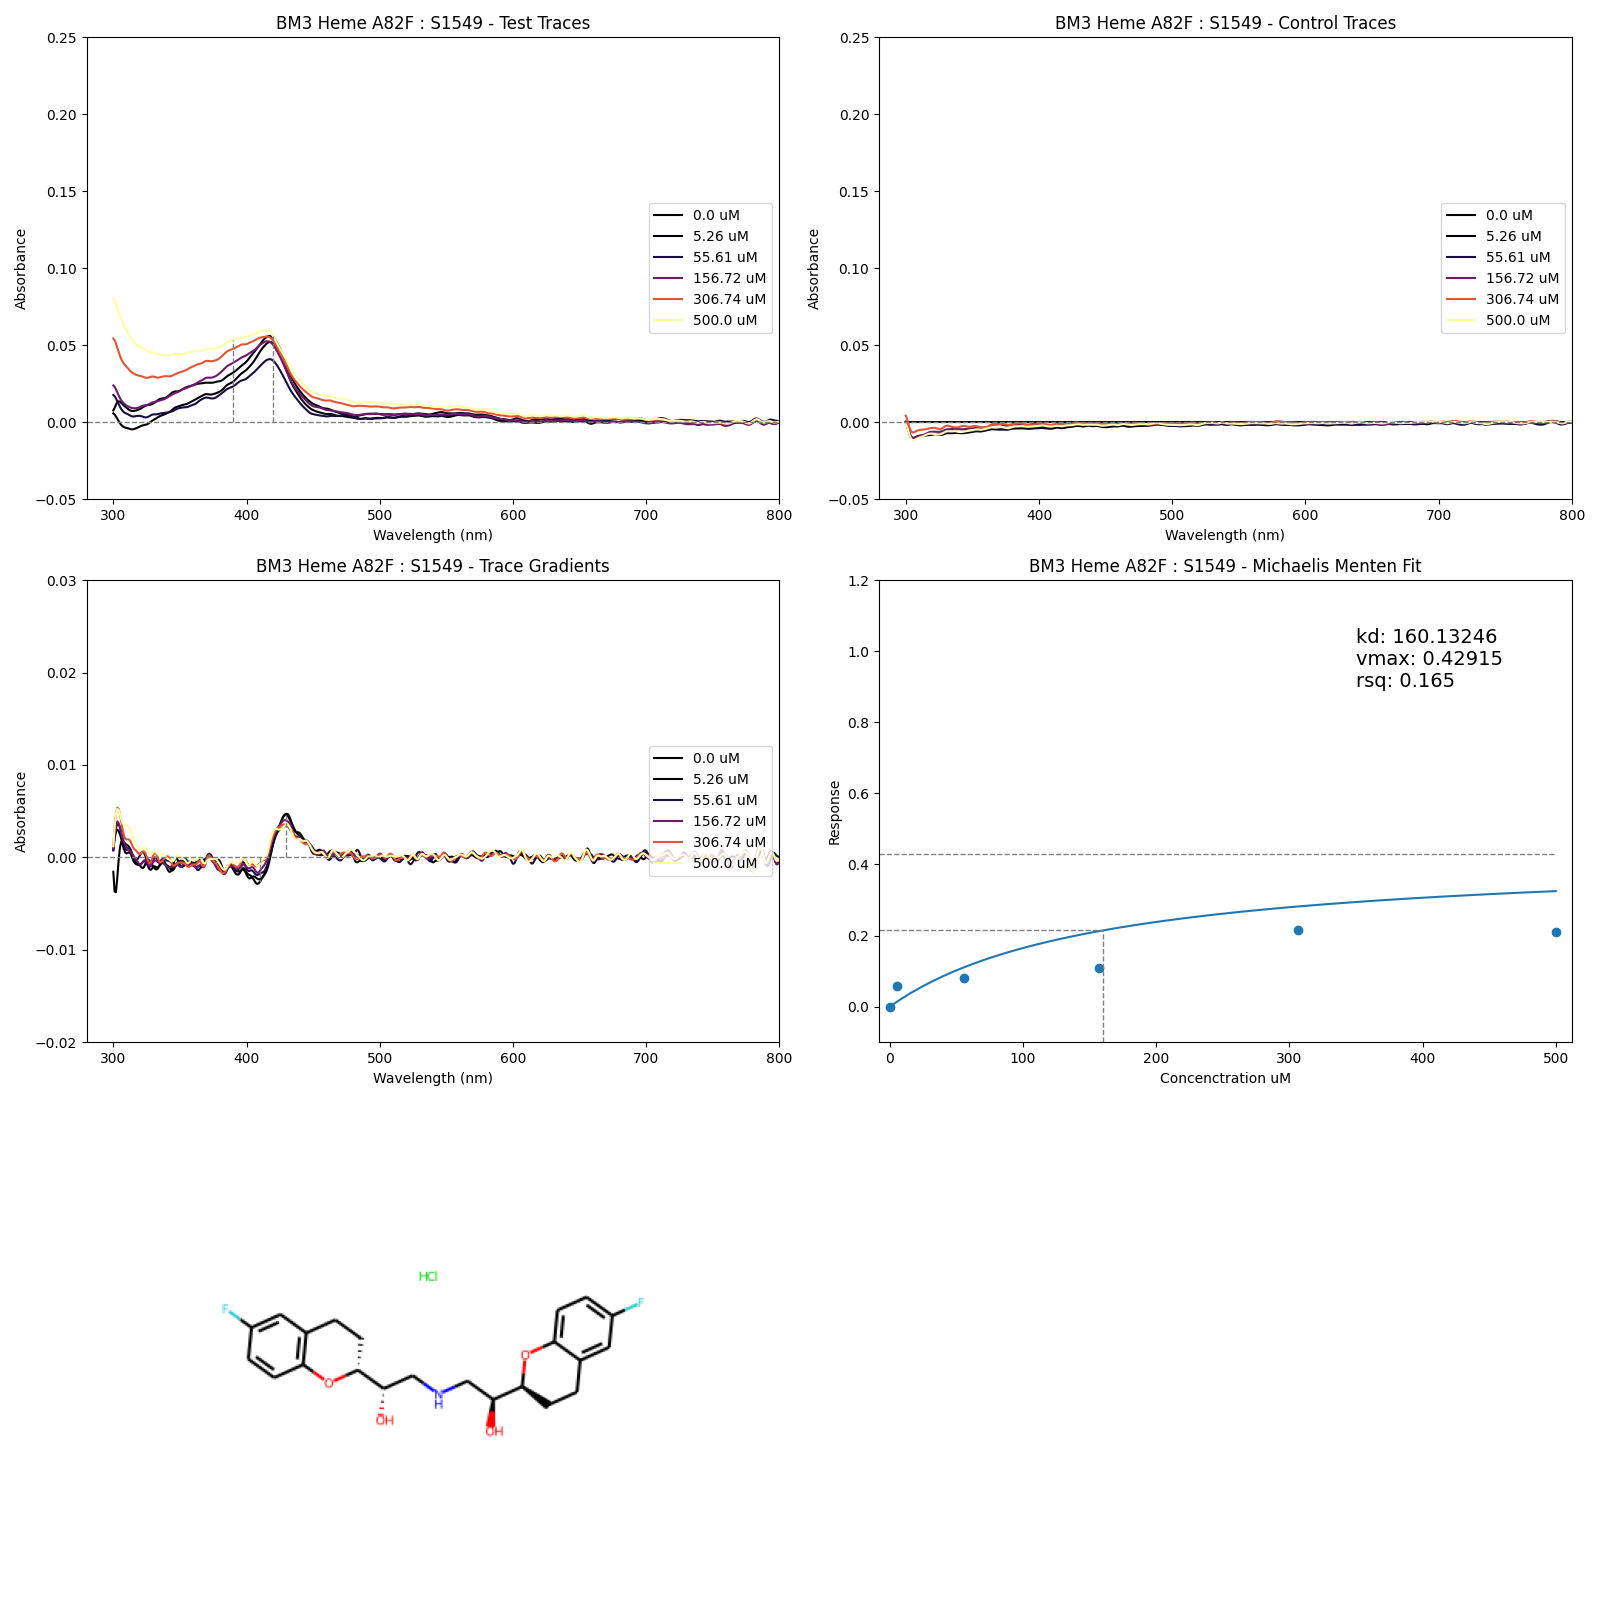 BM3 Heme A82F : S1549 - Test Traces
0.25
0.20
0.15
0.10
0.05
0.00
−0.05
Absorbance
300 400 500 600 700 800
Wavelength (nm)
0.0 uM
5.26 uM
55.61 uM
156.72 uM
306.74 uM
500.0 uM
BM3 Heme A82F : S1549 - Control Traces
0.25
0.20
0.15
0.10
0.05
0.00
−0.05
Absorbance
300 400 500 600 700 800
Wavelength (nm)
0.0 uM
5.26 uM
55.61 uM
156.72 uM
306.74 uM
500.0 uM
BM3 Heme A82F : S1549 - Trace Gradients
0.03
0.02
0.01
0.00
−0.01
−0.02
Absorbance
300 400 500 600 700 800
Wavelength (nm)
0.0 uM
5.26 uM
55.61 uM
156.72 uM
306.74 uM
500.0 uM
BM3 Heme A82F : S1549 - Michaelis Menten Fit
1.2
1.0
0.8
0.6
0.4
0.2
0.0
Response
kd: 160.13246
vmax: 0.42915
rsq: 0.165
0 100 200 300 400 500
Concenctration uM
HCl
F
F
O
O
N
H
OH
OH